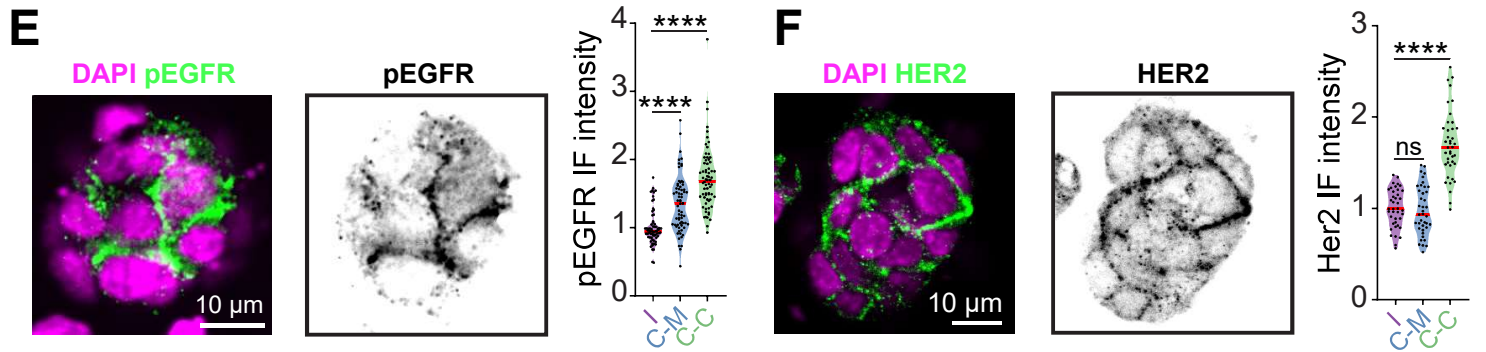 E
DAPI pEGFR
10 µm
pEGFR
pEGFR IF intensity
4
3
2
1
0
****
****
I
C-M
C-C
F
DAPI HER2
10 µm
HER2
Her2 IF intensity
3
2
1
0
****
ns
I
C-M
C-C